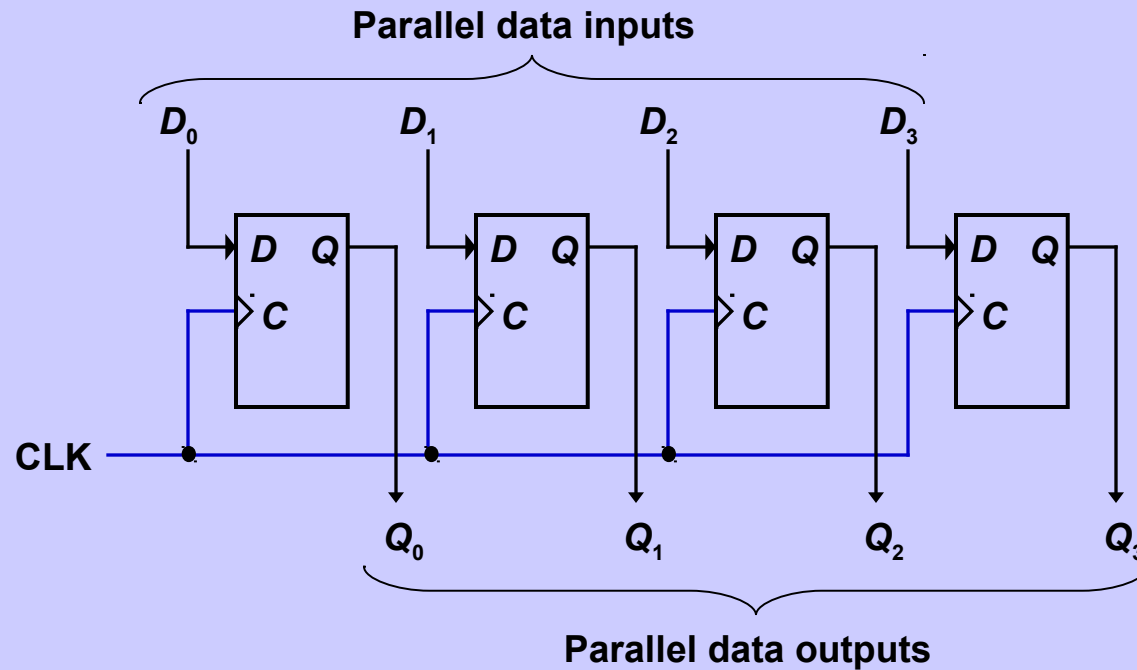 Parallel data inputs
D0 D1 D2 D3
D Q D Q D Q D Q
C C C C
CLK
Q0 Q1 Q2 Q3
Parallel data outputs